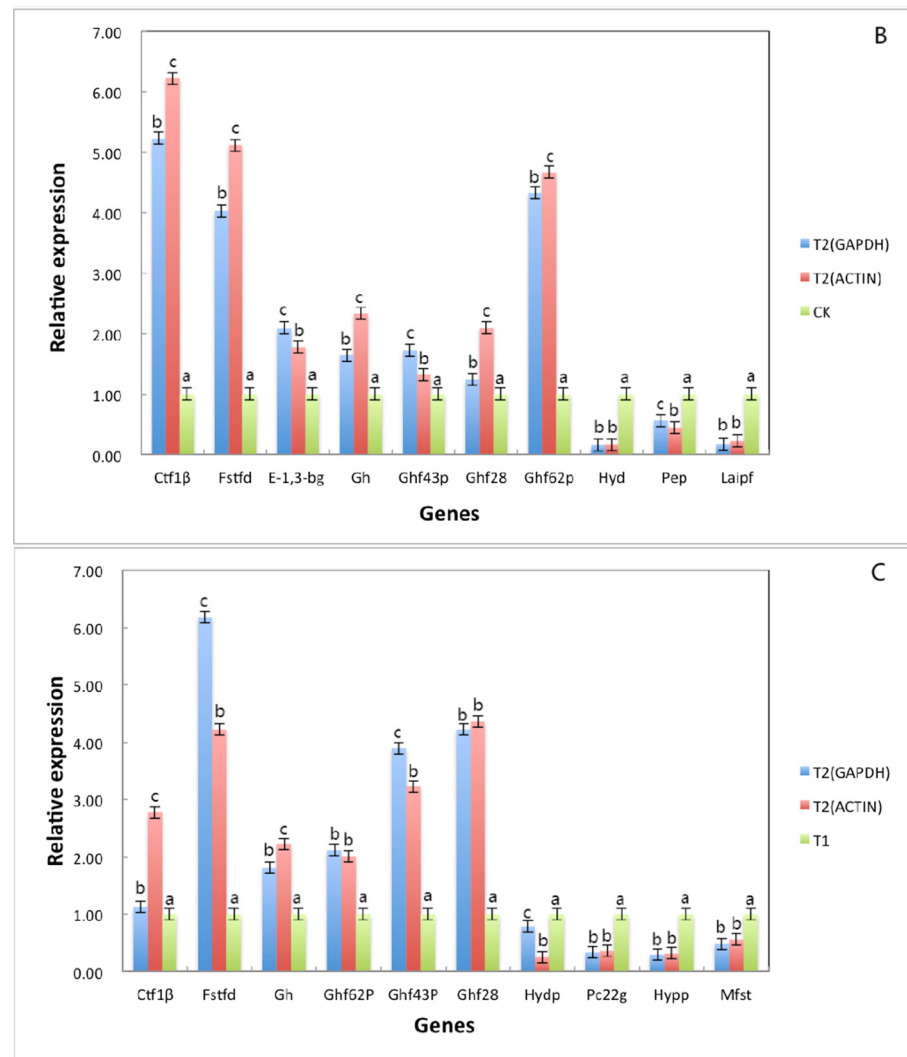 B
7.00
6.00
5.00
4.00
3.00
2.00
1.00
0.00
Relative expression
b c a b c a c b a b c a c b a b c a b c a b b a c b a b b a
Ctf1β Fstfd E-1,3-bg Gh Ghf43p Ghf28 Ghf62p Hyd Pep Laipf
Genes
T2(GAPDH)
T2(ACTIN)
CK
C
7.00
6.00
5.00
4.00
3.00
2.00
1.00
0.00
Relative expression
b c a c b a b c a b b a c b a b b a c b a b b a b b a b b a
Ctf1β Fstfd Gh Ghf62P Ghf43P Ghf28 Hydp Pc22g Hypp Mfst
Genes
T2(GAPDH)
T2(ACTIN)
T1